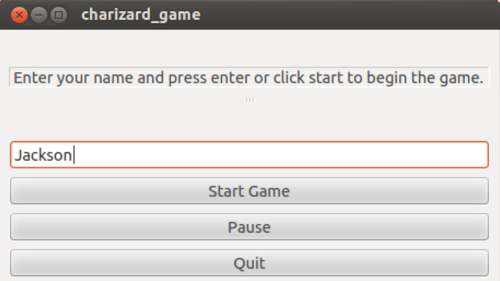 charizard_game
Enter your name and press enter or click start to begin the game.
Jackson
Start Game
Pause
Quit